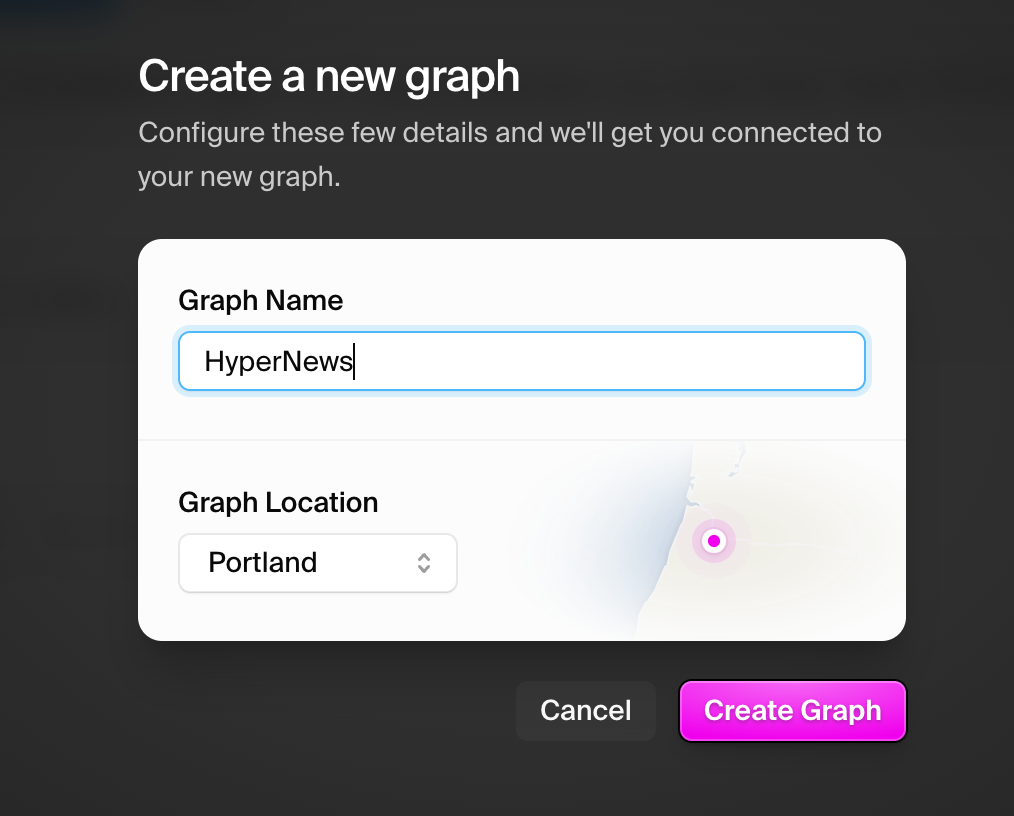 Create a new graph
Configure these few details and we'll get you connected to
your new graph.
Graph Name
HyperNews
Graph Location
Portland
Cancel
Create Graph